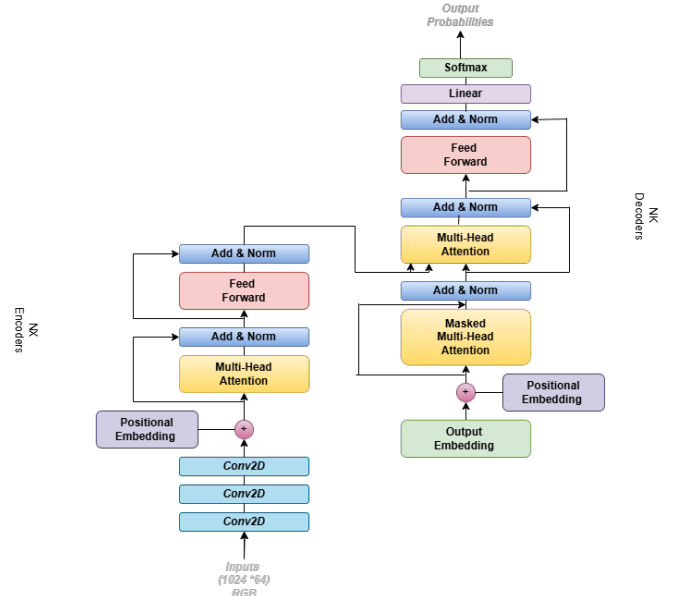 Output
Probabilities
Softmax
Linear
Add & Norm
Feed
Forward
Add & Norm
Multi-Head
Attention
Add & Norm
Masked
Multi-Head
Attention
+
Positional
Embedding
Output
Embedding
NK
Decoders
Add & Norm
Feed
Forward
Add & Norm
Multi-Head
Attention
Positional
Embedding
+
Conv2D
Conv2D
Conv2D
Inputs
(1024 *64)
RGB
NX
Encoders